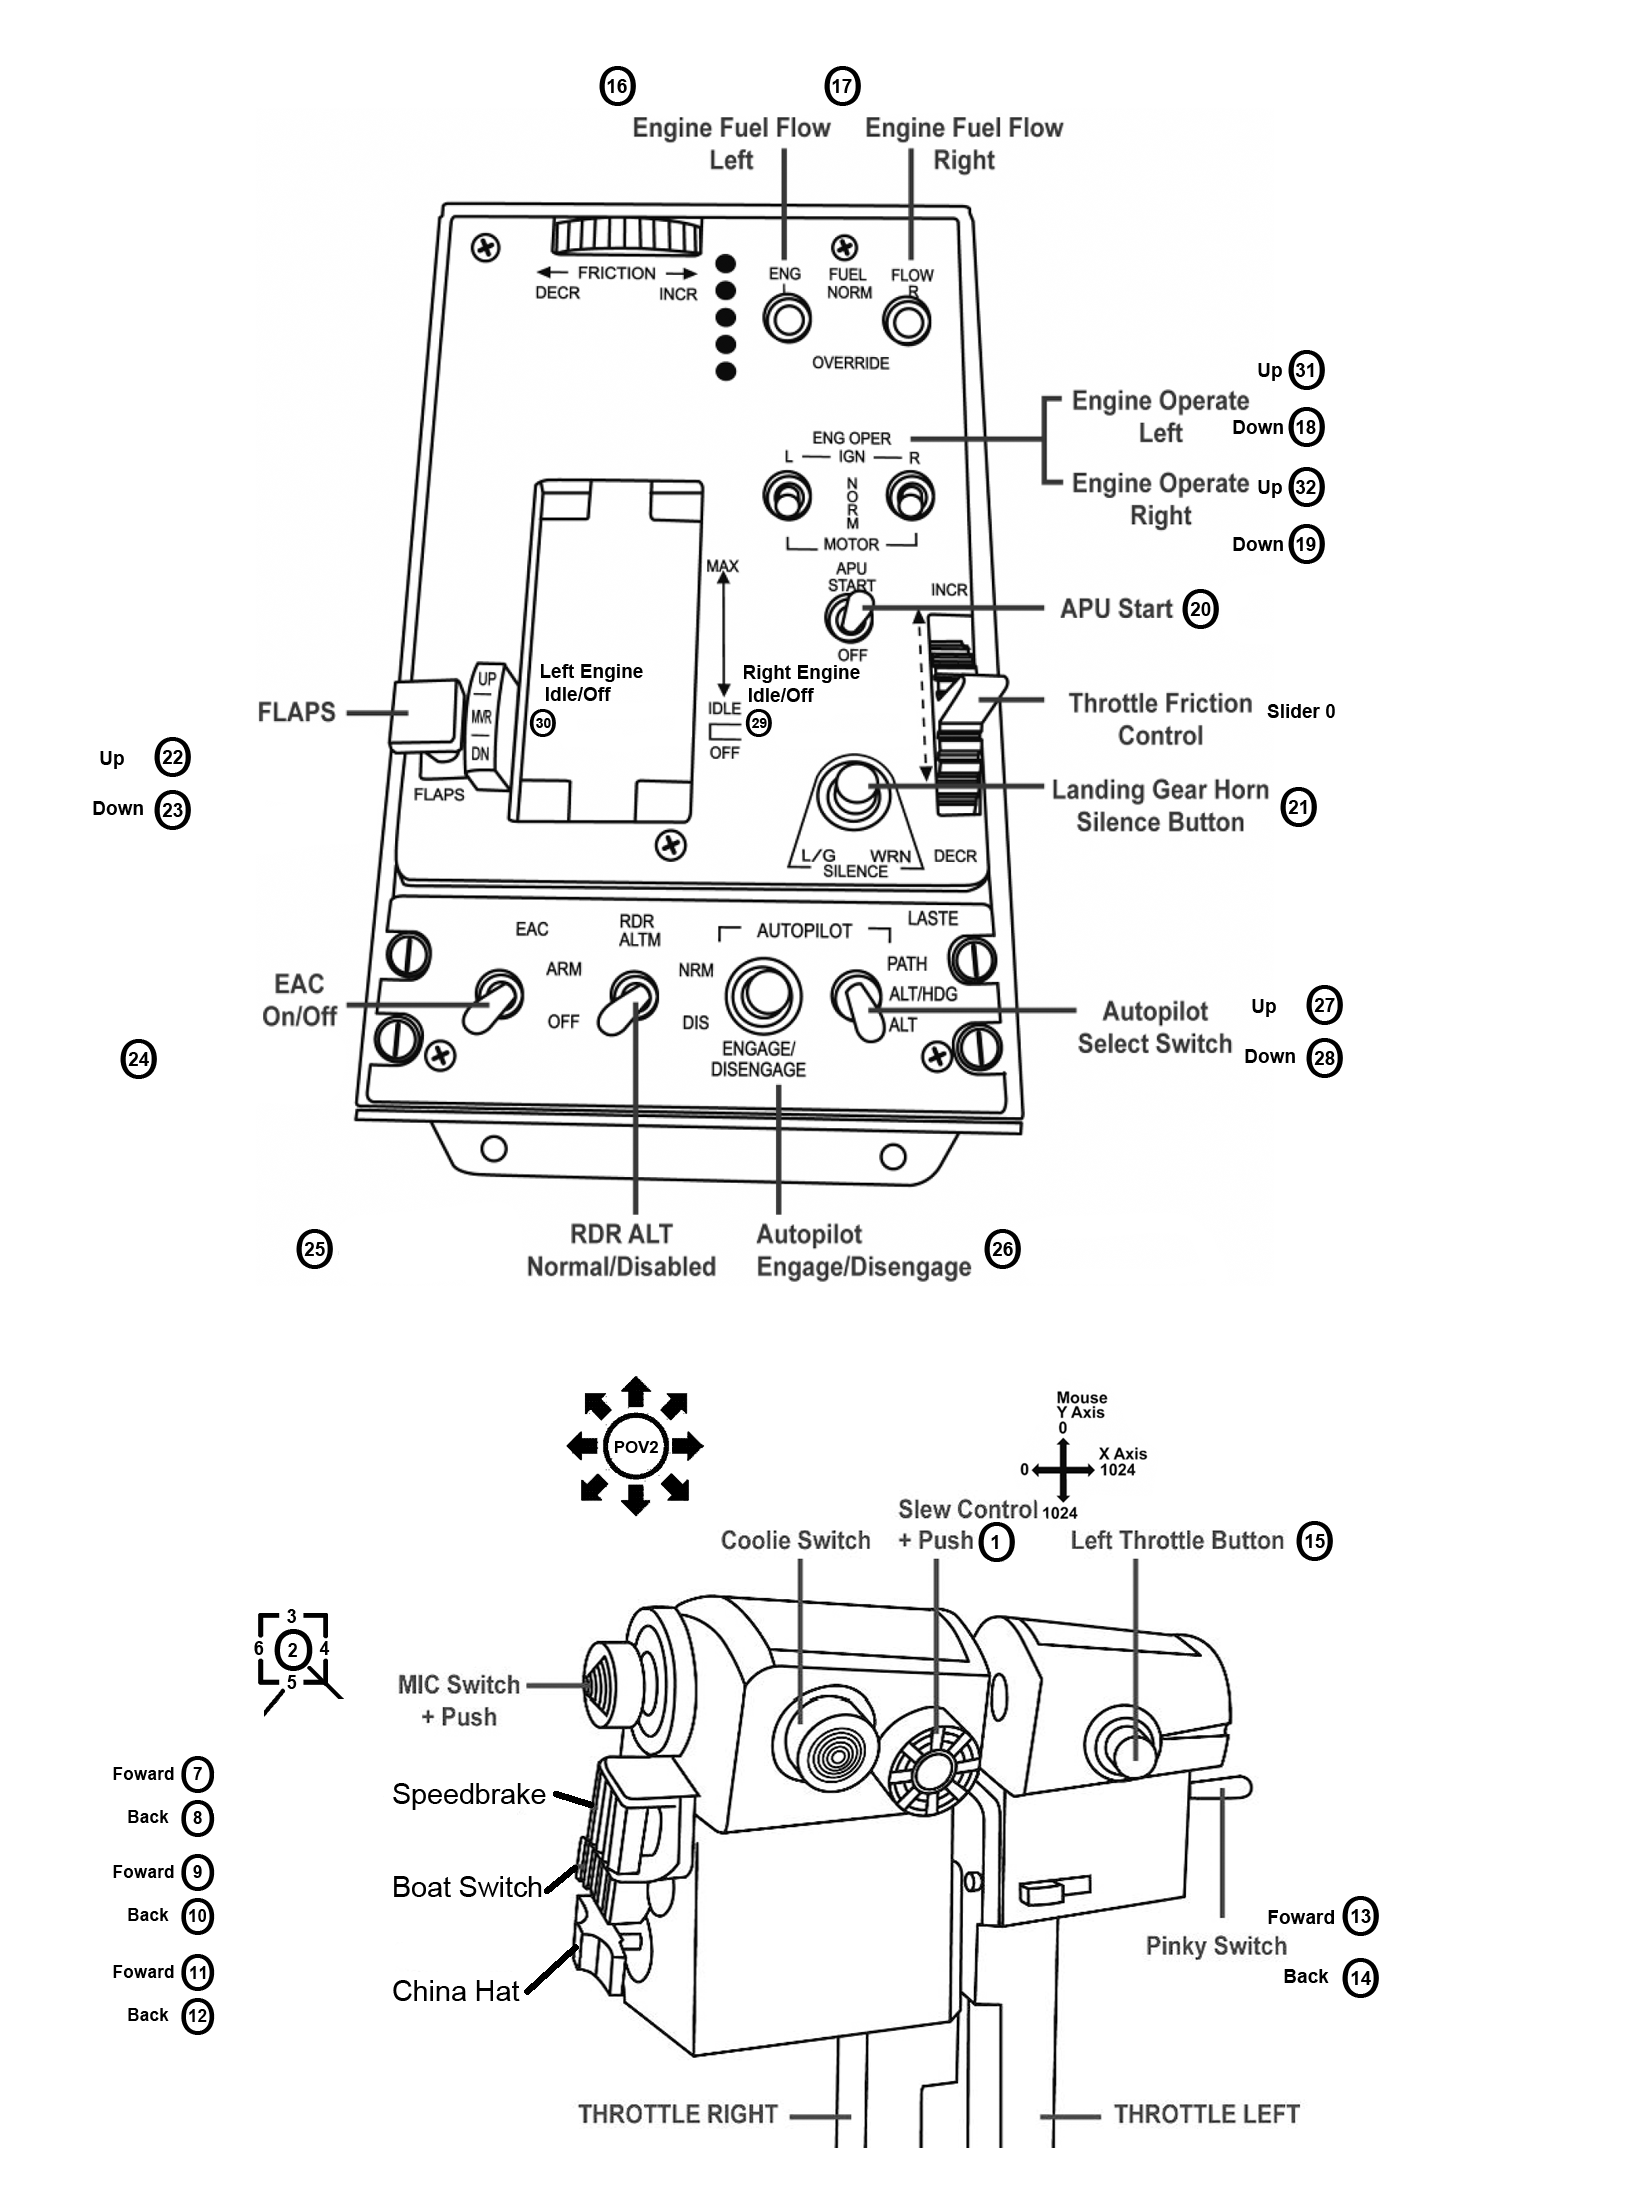 16
17
Engine Fuel Flow
Left
Engine Fuel Flow
Right
FRICTION
DECR
INCR
ENG
L
FUEL
NORM
FLOW
R
OVERRIDE
Up 31
Engine Operate
Left
Down 18
ENG OPER
L IGN R
N
O
R
M
MOTOR
Engine Operate
Right
Up 32
Down 19
APU
START
OFF
APU Start 20
INCR
MAX
IDLE
OFF
Left Engine
Idle/Off
30
Right Engine
Idle/Off
29
FLAPS
UP
MVR
DN
FLAPS
Up 22
Down 23
Throttle Friction
Control
Slider 0
Landing Gear Horn
Silence Button
21
L/G WRN
SILENCE
DECR
EAC
RDR
ALTM
AUTOPILOT
LASTE
ARM
OFF
NRM
DIS
PATH
ALT/HDG
ALT
ENGAGE/
DISENGAGE
EAC
On/Off
24
Autopilot
Select Switch
Up 27
Down 28
25
RDR ALT
Normal/Disabled
Autopilot
Engage/Disengage
26
POV2
Mouse
Y Axis
0
X Axis
0 1024
1024
Coolie Switch
Slew Control
+ Push 1
Left Throttle Button 15
3
6 2 4
5
MIC Switch
+ Push
Foward 7
Back 8
Speedbrake
Foward 9
Back 10
Boat Switch
Foward 11
Back 12
China Hat
Foward 13
Pinky Switch
Back 14
THROTTLE RIGHT
THROTTLE LEFT